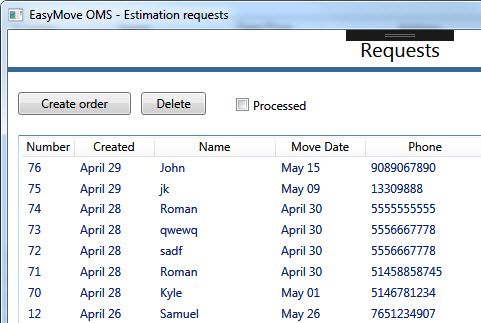 EasyMove OMS - Estimation requests
Requests
Create order Delete Processed
Number Created Name Move Date Phone
76 April 29 John May 15 9089067890
75 April 29 jk May 09 13309888
74 April 28 Roman April 30 5555555555
73 April 28 qwewq April 30 5556667778
72 April 28 sadf April 30 5556667778
71 April 28 Roman April 30 51458858745
70 April 28 Kyle May 01 5146781234
12 April 26 Samuel May 26 7651234907